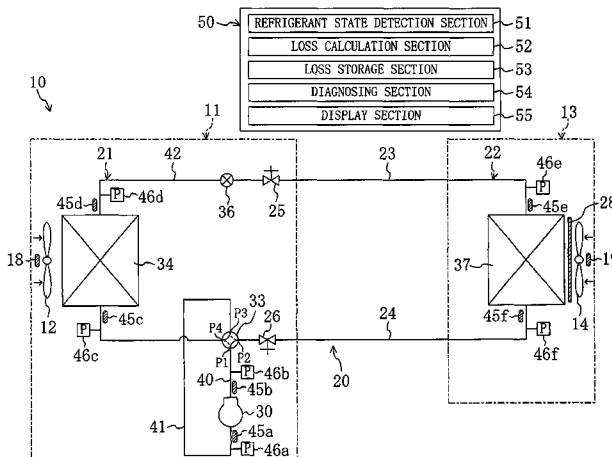 50
REFRIGERANT STATE DETECTION SECTION
51
LOSS CALCULATION SECTION
52
LOSS STORAGE SECTION
53
DIAGNOSING SECTION
54
DISPLAY SECTION
55
10
11
13
21
42
23
22
46e
P
45d
P
46d
36
25
45e
28
18
34
37
19
12
14
45c
26
24
45f
P
46c
P4
P3
33
P1
P2
P
46f
40
P
46b
20
45b
30
41
45a
P
46a